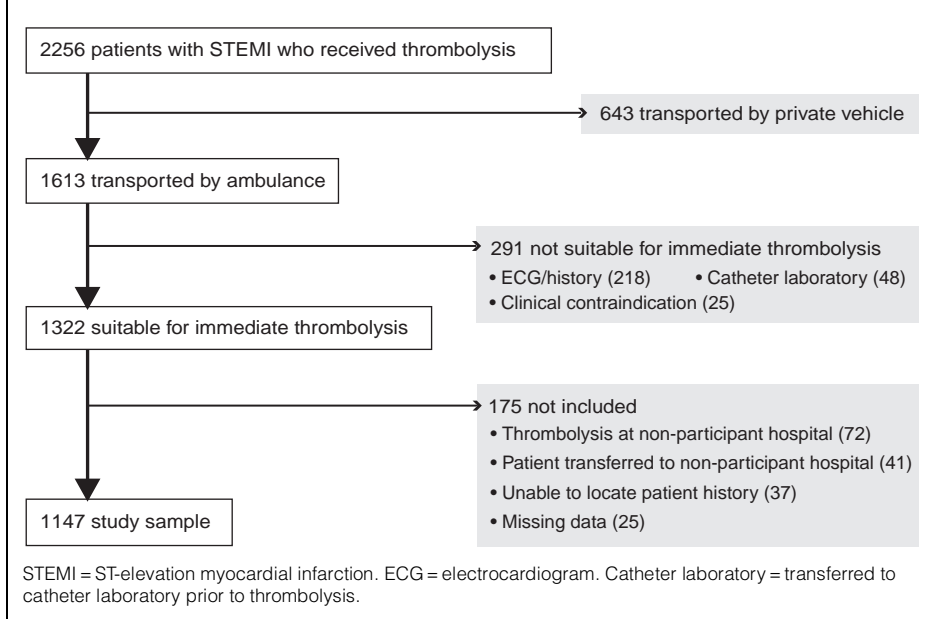 2256 patients with STEMI who received thrombolysis
643 transported by private vehicle
1613 transported by ambulance
291 not suitable for immediate thrombolysis
• ECG/history (218) • Catheter laboratory (48)
• Clinical contraindication (25)
1322 suitable for immediate thrombolysis
175 not included
• Thrombolysis at non-participant hospital (72)
• Patient transferred to non-participant hospital (41)
• Unable to locate patient history (37)
• Missing data (25)
1147 study sample
STEMI = ST-elevation myocardial infarction. ECG = electrocardiogram. Catheter laboratory = transferred to
catheter laboratory prior to thrombolysis.